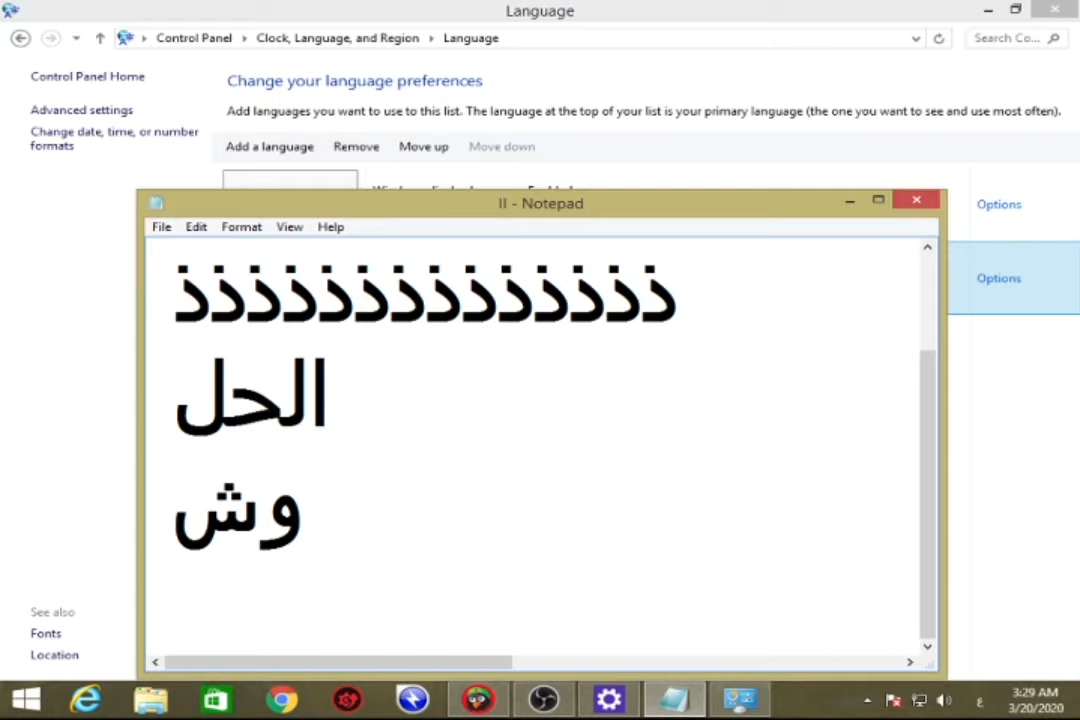 Language
Control Panel Clock, Language, and Region Language
Search Co...
Control Panel Home
Advanced settings
Change date, time, or number
formats
Change your language preferences
Add languages you want to use to this list. The language at the top of your list is your primary language (the one you want to see and use most often).
Add a language Remove Move up Move down
Options
Options
II - Notepad
File Edit Format View Help
ذذذذذذذذذذذذذذ
الحل
وش
See also
Fonts
Location
ع
3:29 AM
3/20/2020